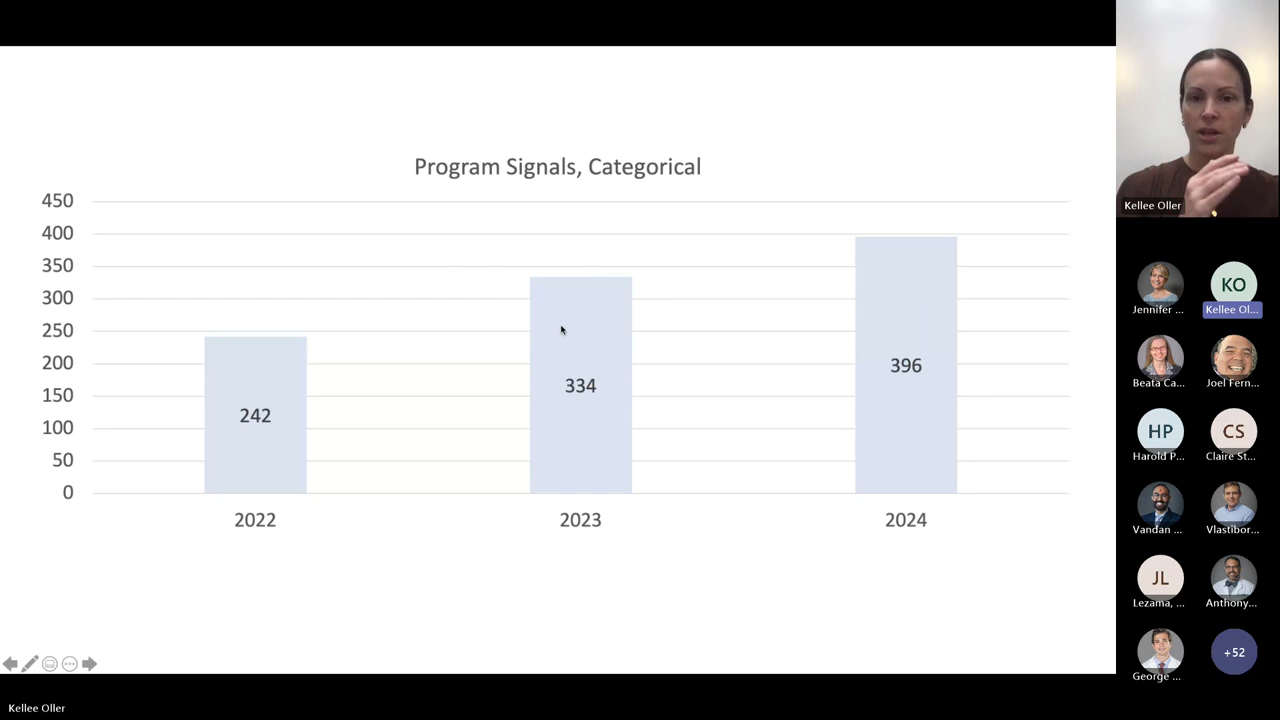 Program Signals, Categorical
450
400
350
300
250
200
150
100
50
0
242
334
396
2022
2023
2024
Kellee Oller
Jennifer ...
KO
Kellee Ol...
Beata Ca...
Joel Fern...
HP
Harold P...
CS
Claire St...
Vandan ...
Vlastibor...
JL
Lezama, ...
Anthony...
George ...
+52
Kellee Oller